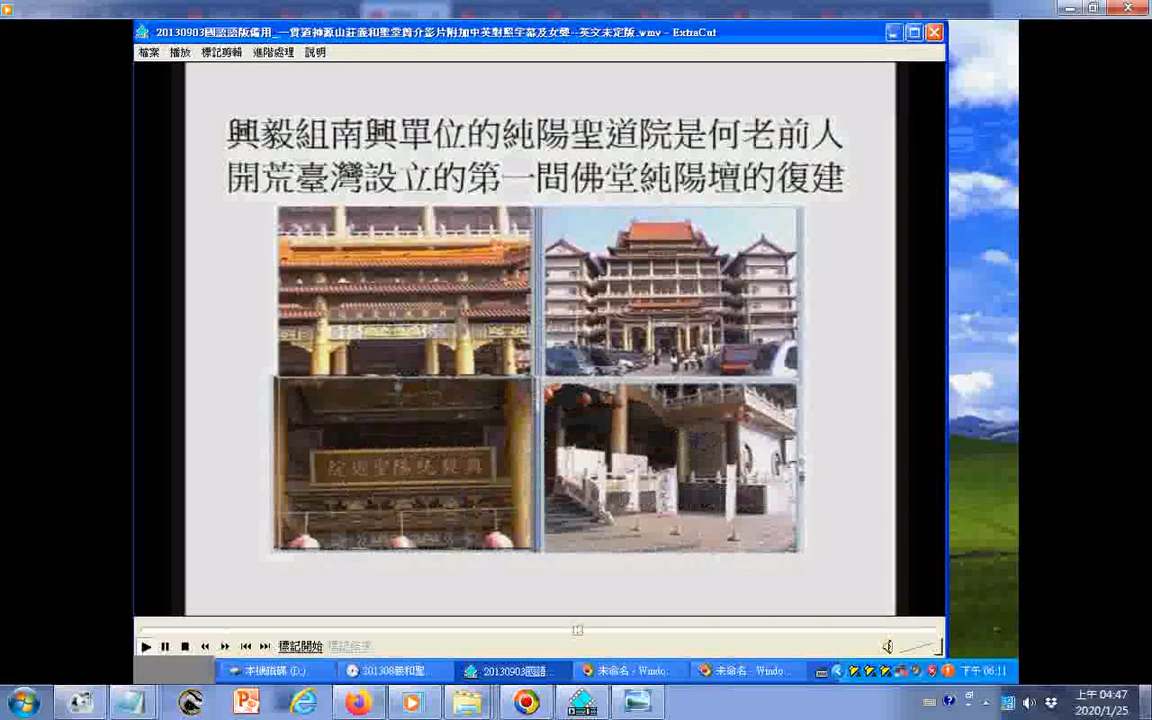 20130903國語語版備用_一貫道神源山莊義和聖堂簡介影片附加中英對照字幕及女聲--英文未定版.wmv - ExtraCut
檔案 播放 標記剪輯 進階處理 說明
興毅組南興單位的純陽聖道院是何老前人
開荒臺灣設立的第一間佛堂純陽壇的復建
院道聖陽純毅興
標記開始 標記結束
本機磁碟 (D:) 201308義和聖... 20130903國語... 未命名 - Windo... 未命名 - Windo... 下午 06:11
上午 04:47
2020/1/25